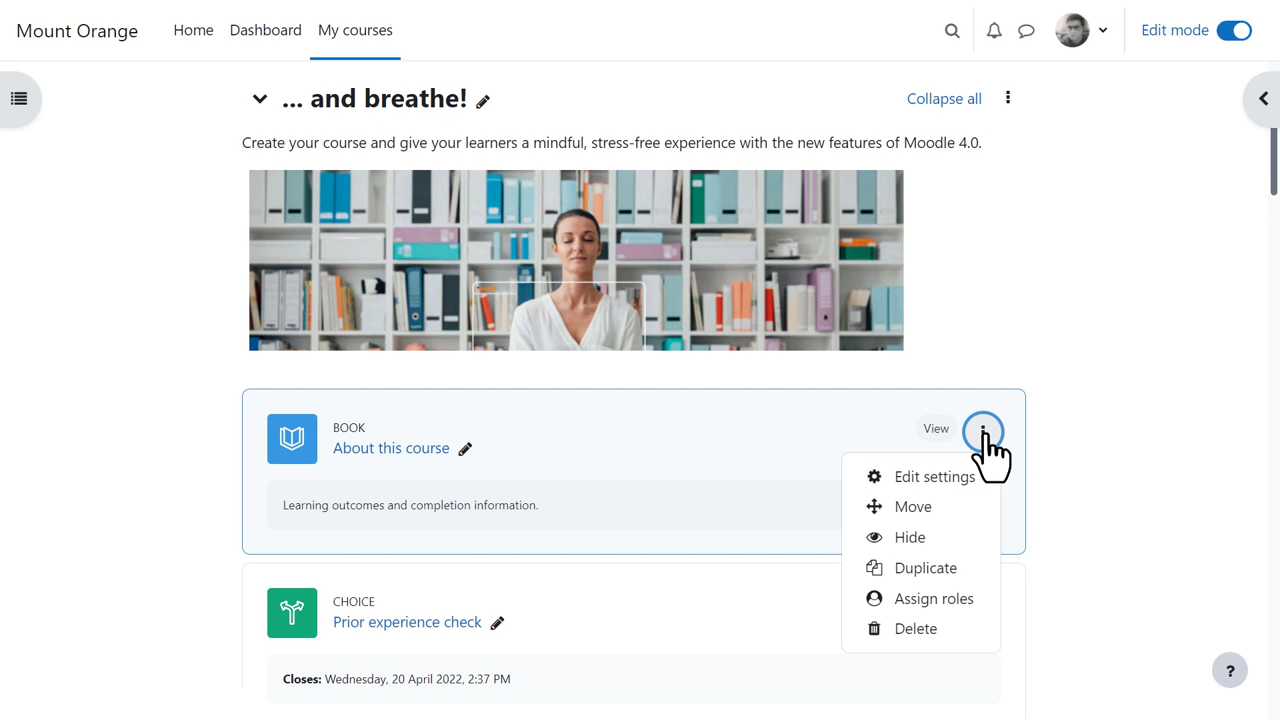 Mount Orange
Home
Dashboard
My courses
Edit mode
... and breathe!
Collapse all
Create your course and give your learners a mindful, stress-free experience with the new features of Moodle 4.0.
BOOK
About this course
View
Learning outcomes and completion information.
Edit settings
Move
Hide
Duplicate
Assign roles
Delete
CHOICE
Prior experience check
Closes: Wednesday, 20 April 2022, 2:37 PM
?